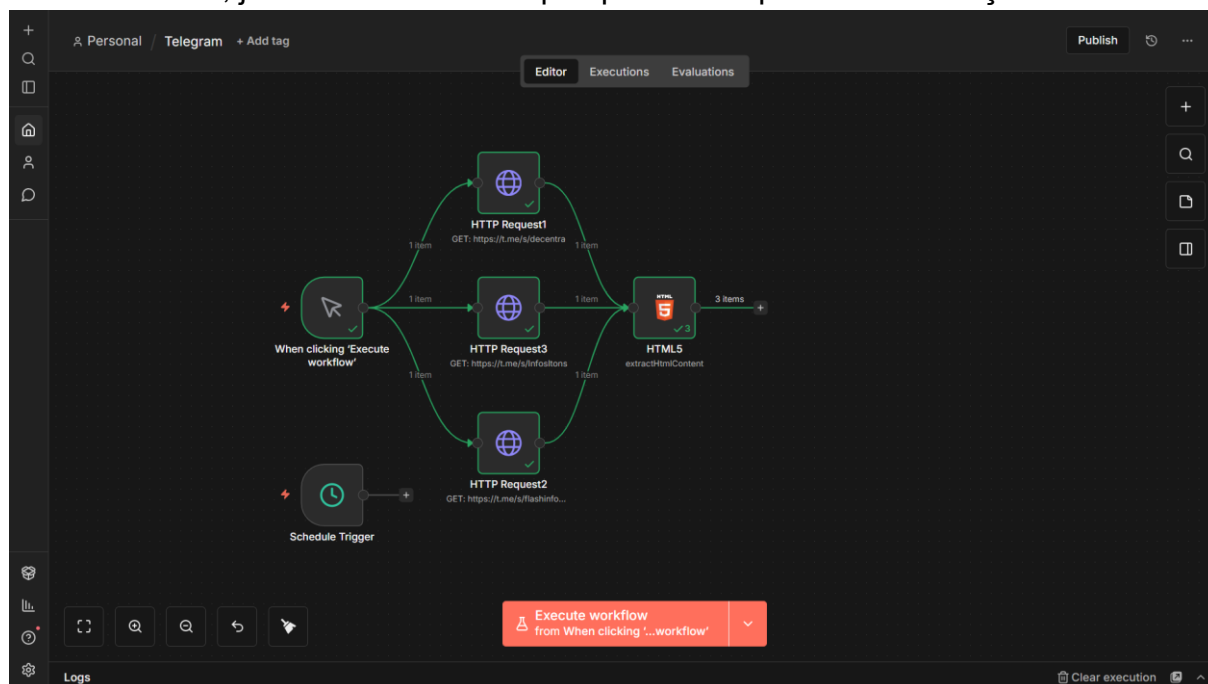 Personal / Telegram + Add tag
Publish
Editor Executions Evaluations
HTTP Request1
GET: https://t.me/s/decentra
1 item
1 item
1 item
1 item
HTML
5
3
3 items
When clicking ‘Execute
workflow’
HTTP Request3
GET: https://t.me/s/Infositons
HTML5
extractHtmlContent
1 item
1 item
HTTP Request2
GET: https://t.me/s/flashinfo...
Schedule Trigger
Execute workflow
from When clicking ‘...workflow’
Logs
Clear execution